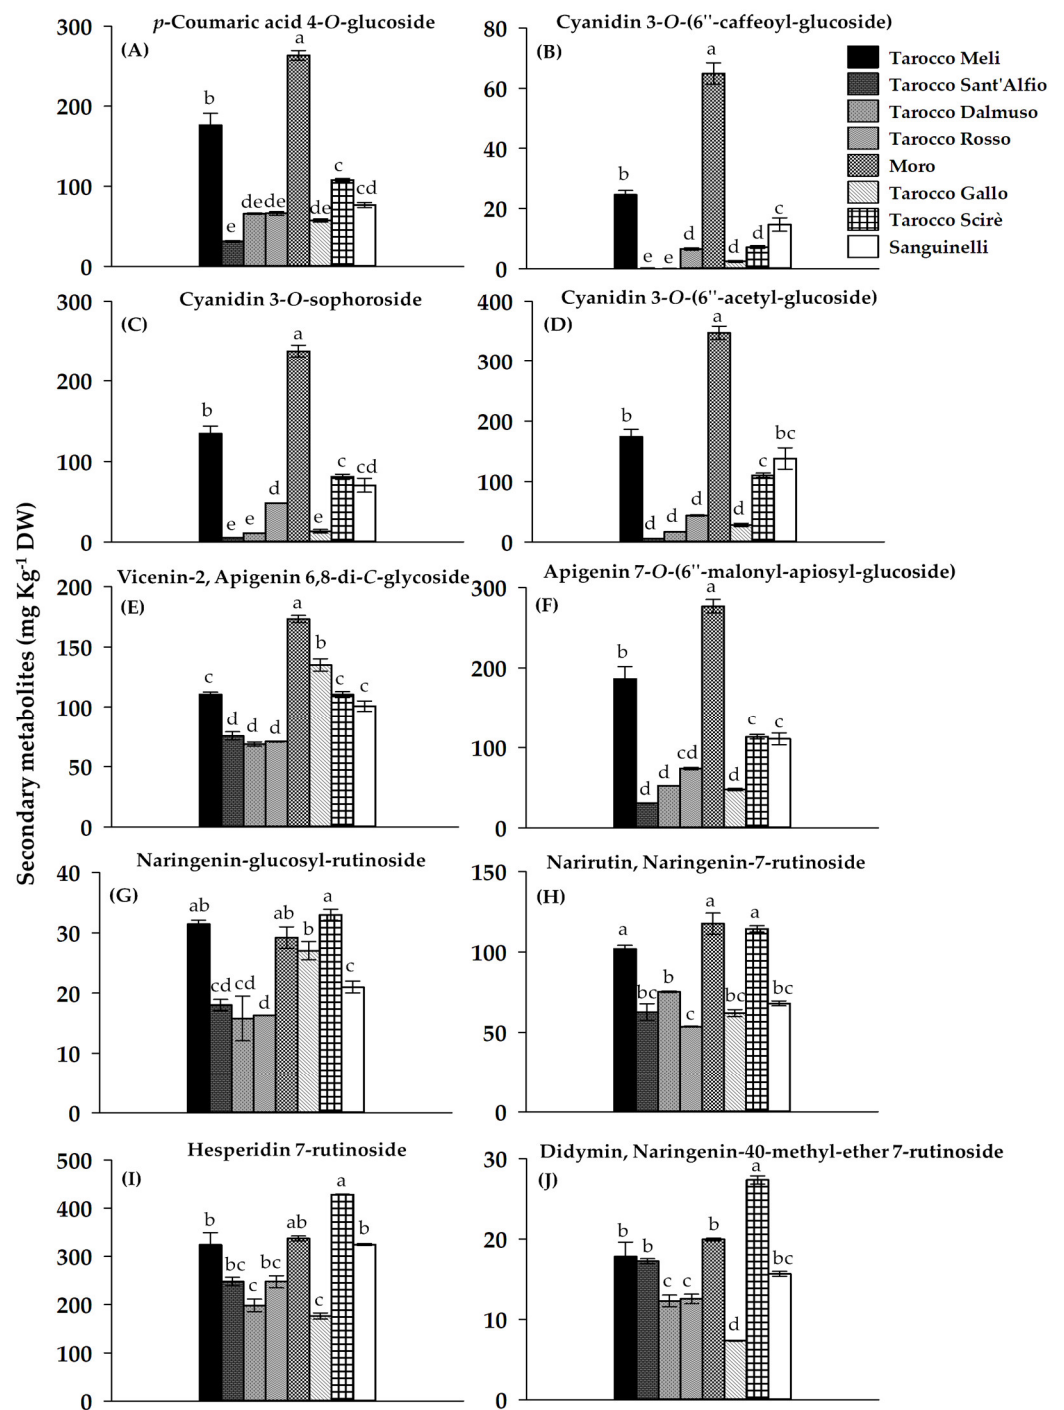 Secondary metabolites (mg Kg-1 DW)
p-Coumaric acid 4-O-glucoside
(A)
300
200
100
0
b
e
de
de
a
de
c
cd
Cyanidin 3-O-(6''-caffeoyl-glucoside)
(B)
80
60
40
20
0
b
e
e
d
a
d
d
c
Tarocco Meli
Tarocco Sant'Alfio
Tarocco Dalmuso
Tarocco Rosso
Moro
Tarocco Gallo
Tarocco Scirè
Sanguinelli
Cyanidin 3-O-sophoroside
(C)
300
200
100
0
b
e
e
d
a
e
c
cd
Cyanidin 3-O-(6''-acetyl-glucoside)
(D)
400
300
200
100
0
b
d
d
d
a
d
c
bc
Vicenin-2, Apigenin 6,8-di-C-glycoside
(E)
200
150
100
50
0
c
d
d
d
a
b
c
c
Apigenin 7-O-(6''-malonyl-apiosyl-glucoside)
(F)
300
200
100
0
b
d
d
cd
a
d
c
c
Naringenin-glucosyl-rutinoside
(G)
40
30
20
10
0
ab
cd
cd
d
ab
b
a
c
Narirutin, Naringenin-7-rutinoside
(H)
150
100
50
0
a
bc
b
c
a
bc
a
bc
Hesperidin 7-rutinoside
(I)
500
400
300
200
100
0
b
bc
c
bc
ab
c
a
b
Didymin, Naringenin-40-methyl-ether 7-rutinoside
(J)
30
20
10
0
b
b
c
c
b
d
a
bc